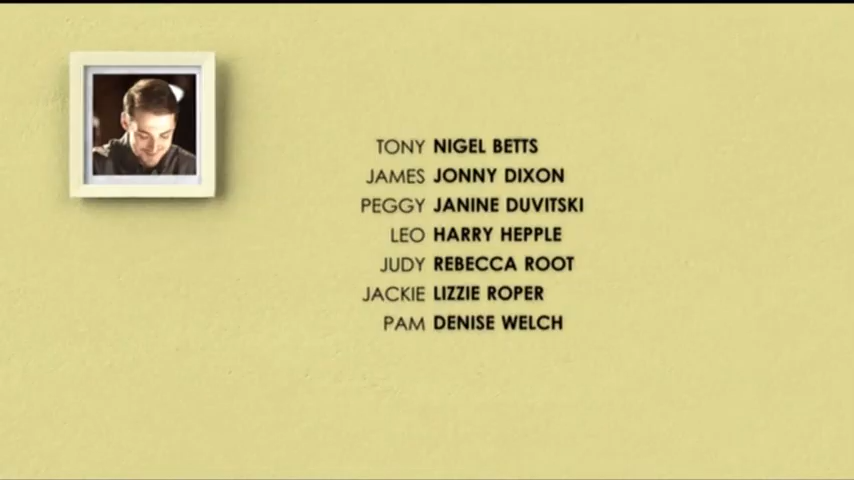 TONY NIGEL BETTS
JAMES JONNY DIXON
PEGGY JANINE DUVITSKI
LEO HARRY HEPPLE
JUDY REBECCA ROOT
JACKIE LIZZIE ROPER
PAM DENISE WELCH